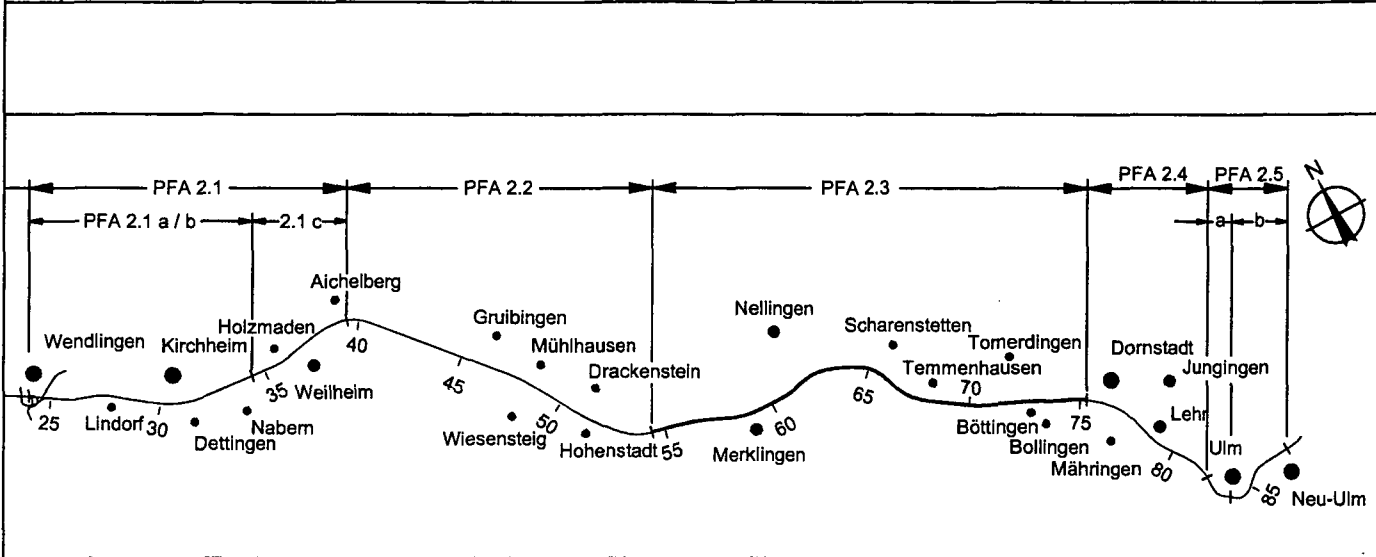 PFA 2.1
PFA 2.2
PFA 2.3
PFA 2.4
PFA 2.5
N
PFA 2.1 a / b
2.1 c
a
b
Aichelberg
Wendlingen
Holzmaden
Kirchheim
40
Gruibingen
Mühlhausen
Nellingen
Scharenstetten
Tomerdingen
Dornstadt
Jungingen
35
Weilheim
45
Drackenstein
65
Temmenhausen
70
25
Lindorf
30
Dettingen
Nabern
Wiesensteig
50
Hohenstadt
55
Merklingen
60
Böttingen
75
Bollingen
Mähringen
Lehr
80
Ulm
85
Neu-Ulm